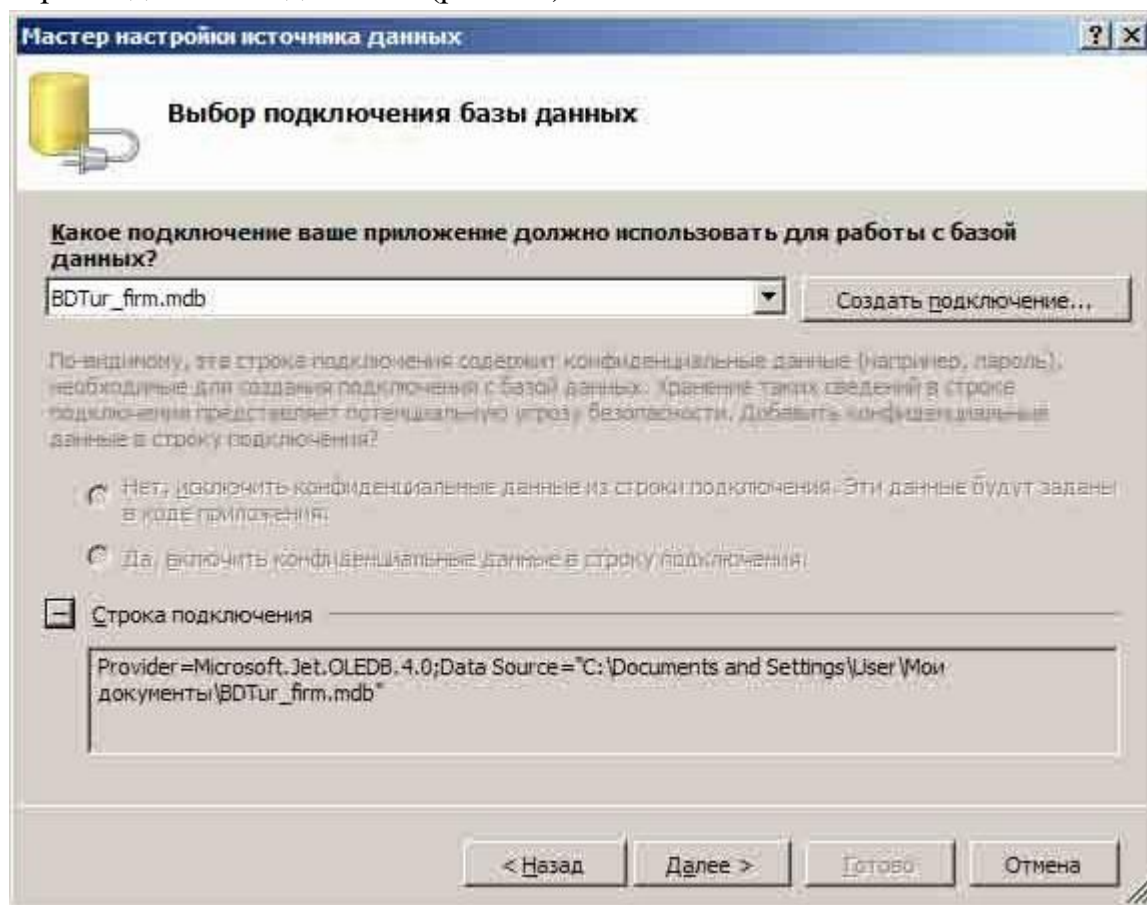 Мастер настройки источника данных
Выбор подключения базы данных
Какое подключение ваше приложение должно использовать для работы с базой
данных?
BDTur_firm.mdb
Создать подключение...
По-видимому, эта строка подключения содержит конфиденциальные данные (например, пароль),
необходимые для создания подключения с базой данных. Хранение таких сведений в строке
подключения представляет потенциальную угрозу безопасности. Добавить конфиденциальные
данные в строку подключения?
Нет, исключить конфиденциальные данные из строки подключения. Эти данные будут заданы
в коде приложения.
Да, включить конфиденциальные данные в строку подключения.
Строка подключения
Provider=Microsoft.Jet.OLEDB.4.0;Data Source="C:\Documents and Settings\User\Мои
документы\BDTur_firm.mdb"
< Назад
Далее >
Готово
Отмена